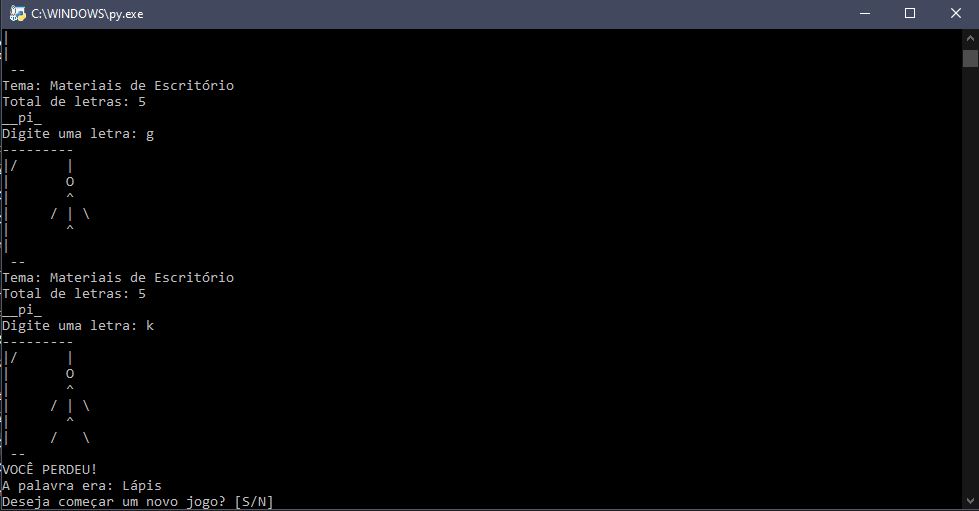 C:\WINDOWS\py.exe
|
|
 --
Tema: Materiais de Escritório
Total de letras: 5
__pi_
Digite uma letra: g
---------
|/      |
|       O
|       ^
|     / | \
|       ^
|
 --
Tema: Materiais de Escritório
Total de letras: 5
__pi_
Digite uma letra: k
---------
|/      |
|       O
|       ^
|     / | \
|       ^
|     /   \
 --
VOCÊ PERDEU!
A palavra era: Lápis
Deseja começar um novo jogo? [S/N]